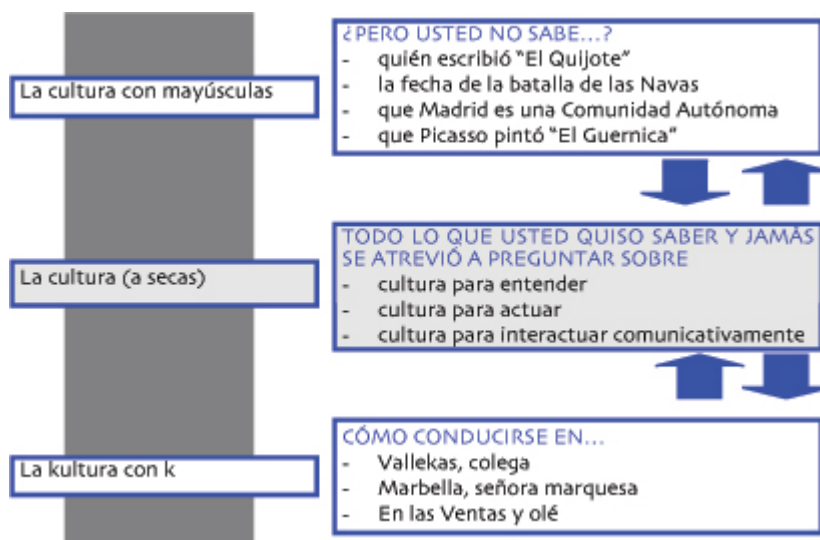 La cultura con mayúsculas
¿PERO USTED NO SABE...?
- quién escribió “El Quijote”
- la fecha de la batalla de las Navas
- que Madrid es una Comunidad Autónoma
- que Picasso pintó “El Guernica”
La cultura (a secas)
TODO LO QUE USTED QUISO SABER Y JAMÁS
SE ATREVIÓ A PREGUNTAR SOBRE
- cultura para entender
- cultura para actuar
- cultura para interactuar comunicativamente
La kultura con k
CÓMO CONDUCIRSE EN...
- Vallekas, colega
- Marbella, señora marquesa
- En las Ventas y olé